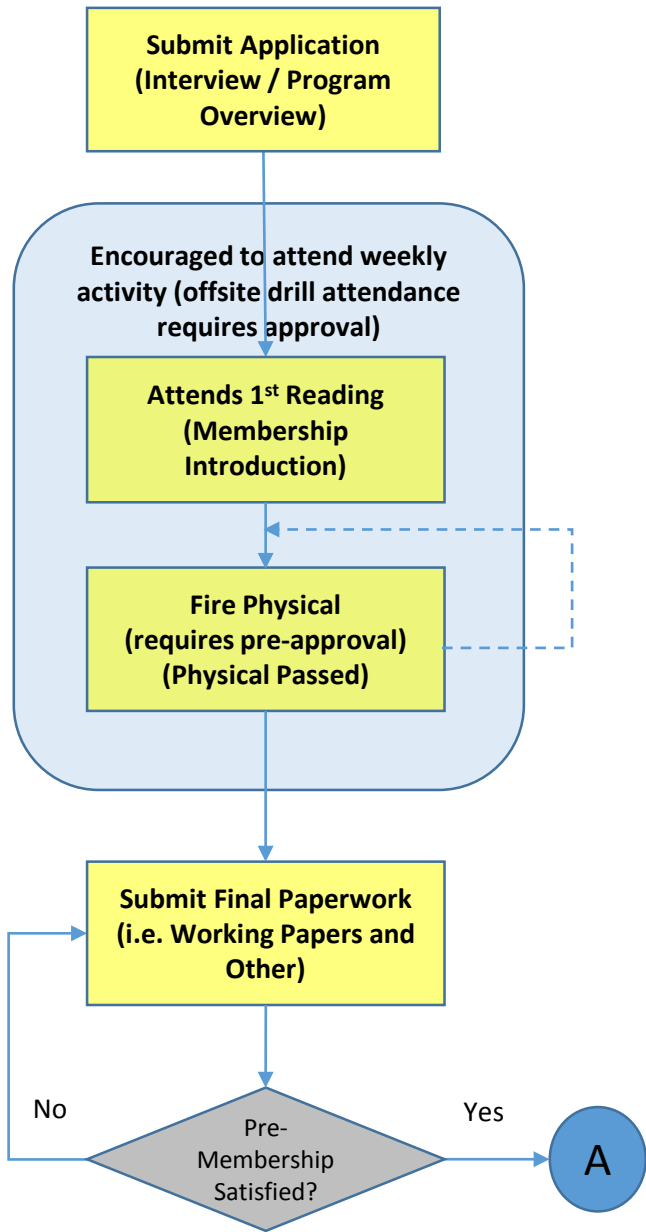 Submit Application
(Interview / Program
Overview)
Encouraged to attend weekly
activity (offsite drill attendance
requires approval)
Attends 1st Reading
(Membership
Introduction)
Fire Physical
(requires pre-approval)
(Physical Passed)
Submit Final Paperwork
(i.e. Working Papers and
Other)
No
Yes
Pre-
Membership
Satisfied?
A